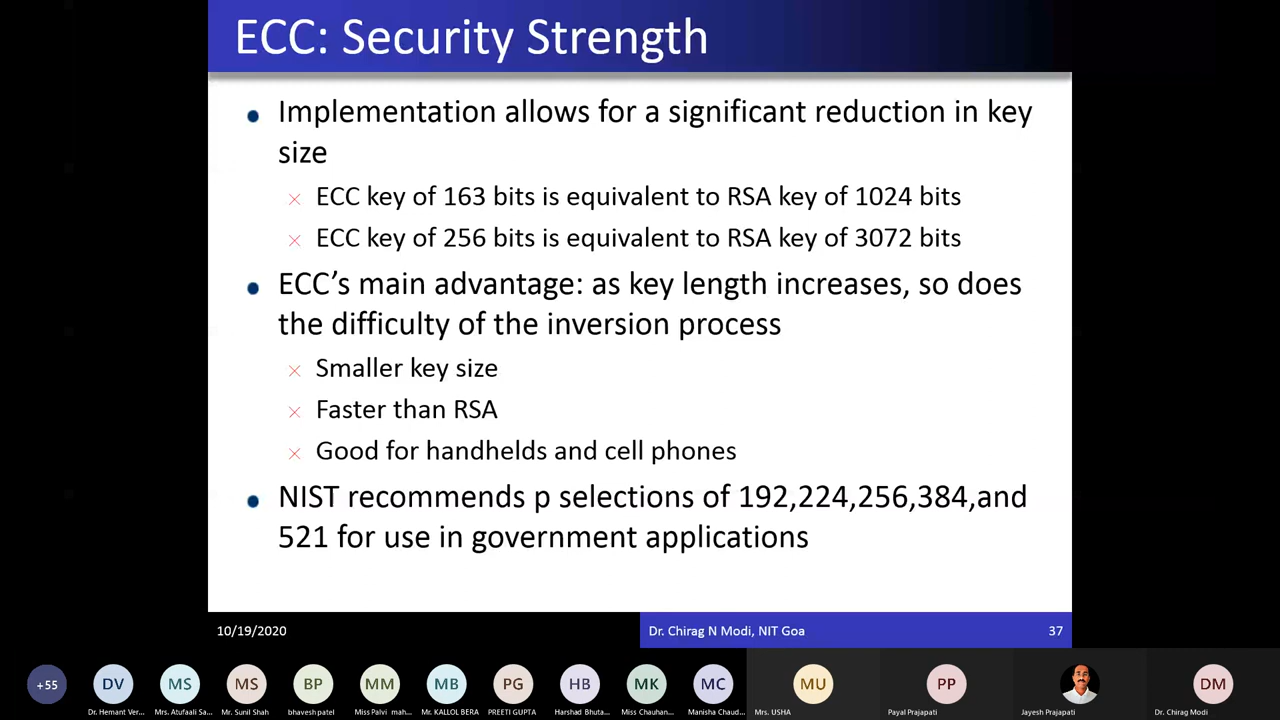 ECC: Security Strength
Implementation allows for a significant reduction in key
size
ECC key of 163 bits is equivalent to RSA key of 1024 bits
ECC key of 256 bits is equivalent to RSA key of 3072 bits
ECC’s main advantage: as key length increases, so does
the difficulty of the inversion process
Smaller key size
Faster than RSA
Good for handhelds and cell phones
NIST recommends p selections of 192,224,256,384,and
521 for use in government applications
10/19/2020
Dr. Chirag N Modi, NIT Goa
37
+55
DV
MS
MS
BP
MM
MB
PG
HB
MK
MC
MU
PP
DM
Dr. Hemant Ver...
Mrs. Atufaali Sa...
Mr. Sunil Shah
bhavesh patel
Miss Palvi mah...
Mr. KALLOL BERA
PREETI GUPTA
Harshad Bhuta...
Miss Chauhan...
Manisha Chaud...
Mrs. USHA
Payal Prajapati
Jayesh Prajapati
Dr. Chirag Modi